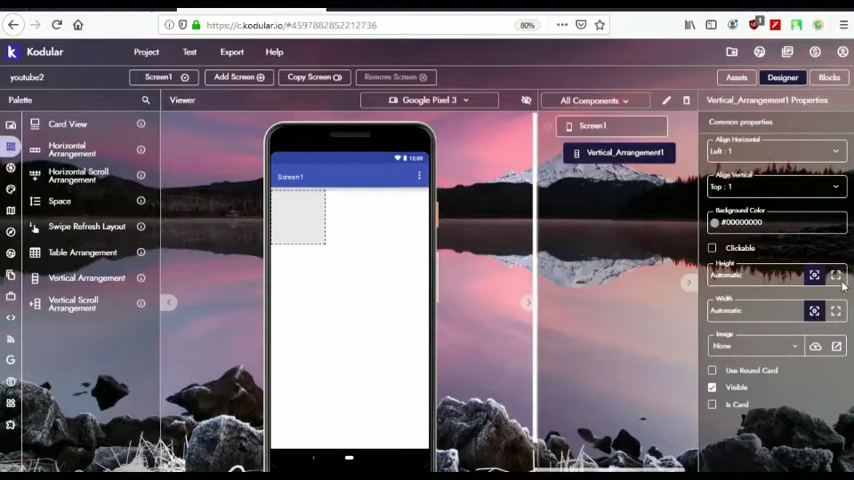 https://c.kodular.io/#4597882852212736
80%
Kodular
Project
Test
Export
Help
youtube2
Screen1
Add Screen
Copy Screen
Remove Screen
Assets
Designer
Blocks
Palette
Viewer
Google Pixel 3
All Components
Vertical_Arrangement1 Properties
Card View
Horizontal
Arrangement
Horizontal Scroll
Arrangement
Space
Swipe Refresh Layout
Table Arrangement
Vertical Arrangement
Vertical Scroll
Arrangement
12:00
Screen1
Screen1
Vertical_Arrangement1
Common properties
Align Horizontal
Left : 1
Align Vertical
Top : 1
Background Color
#00000000
Clickable
Height
Automatic
Width
Automatic
Image
None
Use Round Card
Visible
Is Card